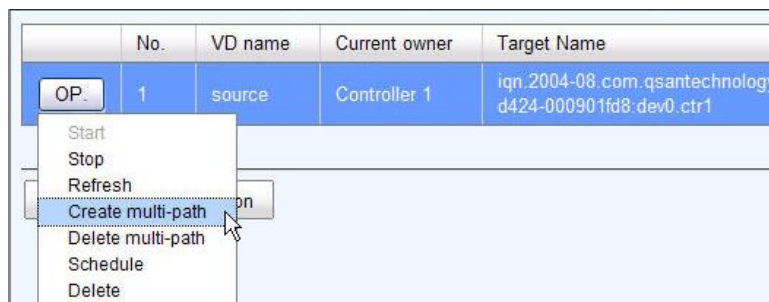 No. VD name Current owner Target Name
OP. 1 source Controller 1 iqn.2004-08.com.qsantechnology
d424-000901fd8:dev0.ctr1
Start
Stop
Refresh
Create multi-path
Delete multi-path
Schedule
Delete